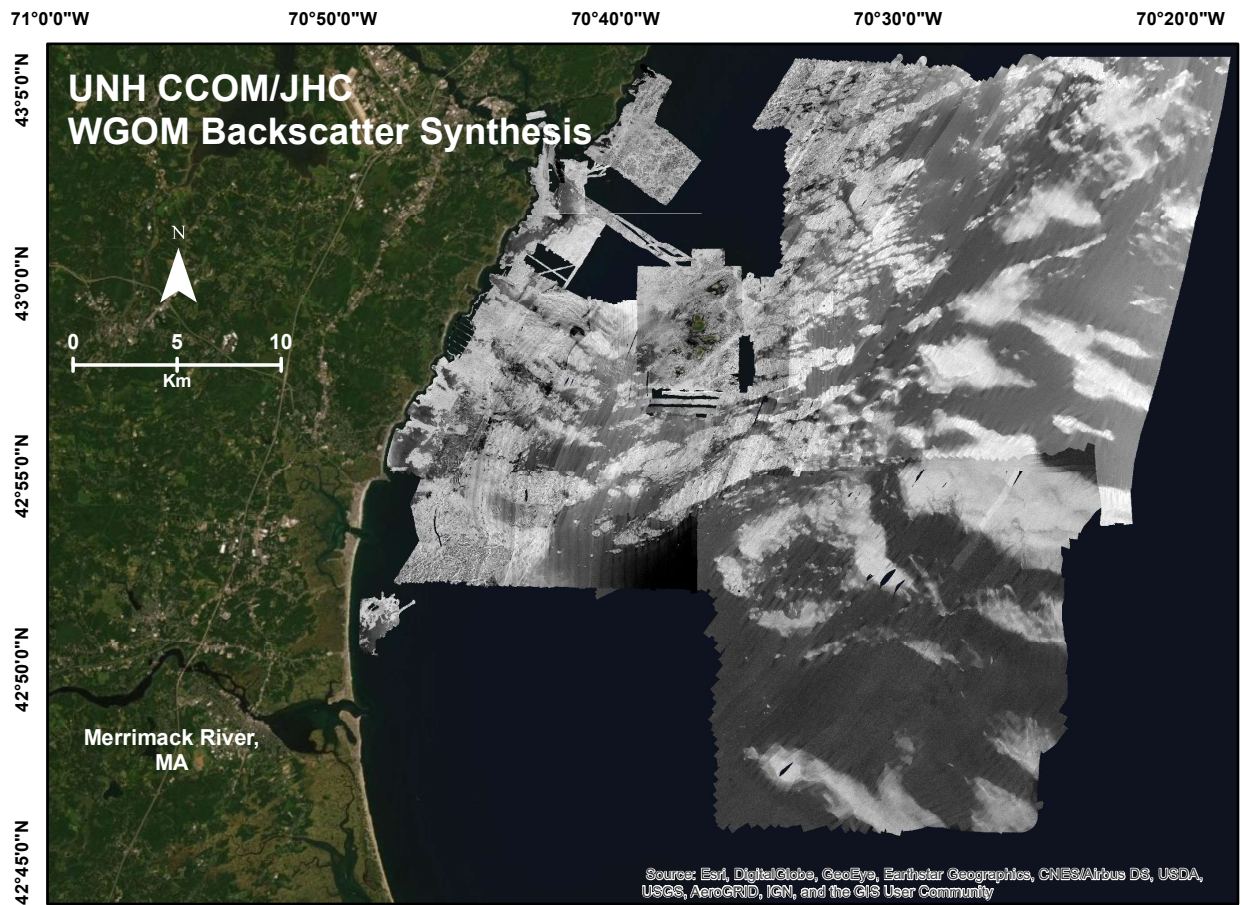 71°0'0"W 70°50'0"W 70°40'0"W 70°30'0"W 70°20'0"W
43°5'0"N
UNH CCOM/JHC
WGOM Backscatter Synthesis
N
43°0'0"N
0 5 10
Km
42°55'0"N
42°50'0"N
Merrimack River,
MA
42°45'0"N
Source: Esri, DigitalGlobe, GeoEye, Earthstar Geographics, CNES/Airbus DS, USDA,
USGS, AeroGRID, IGN, and the GIS User Community